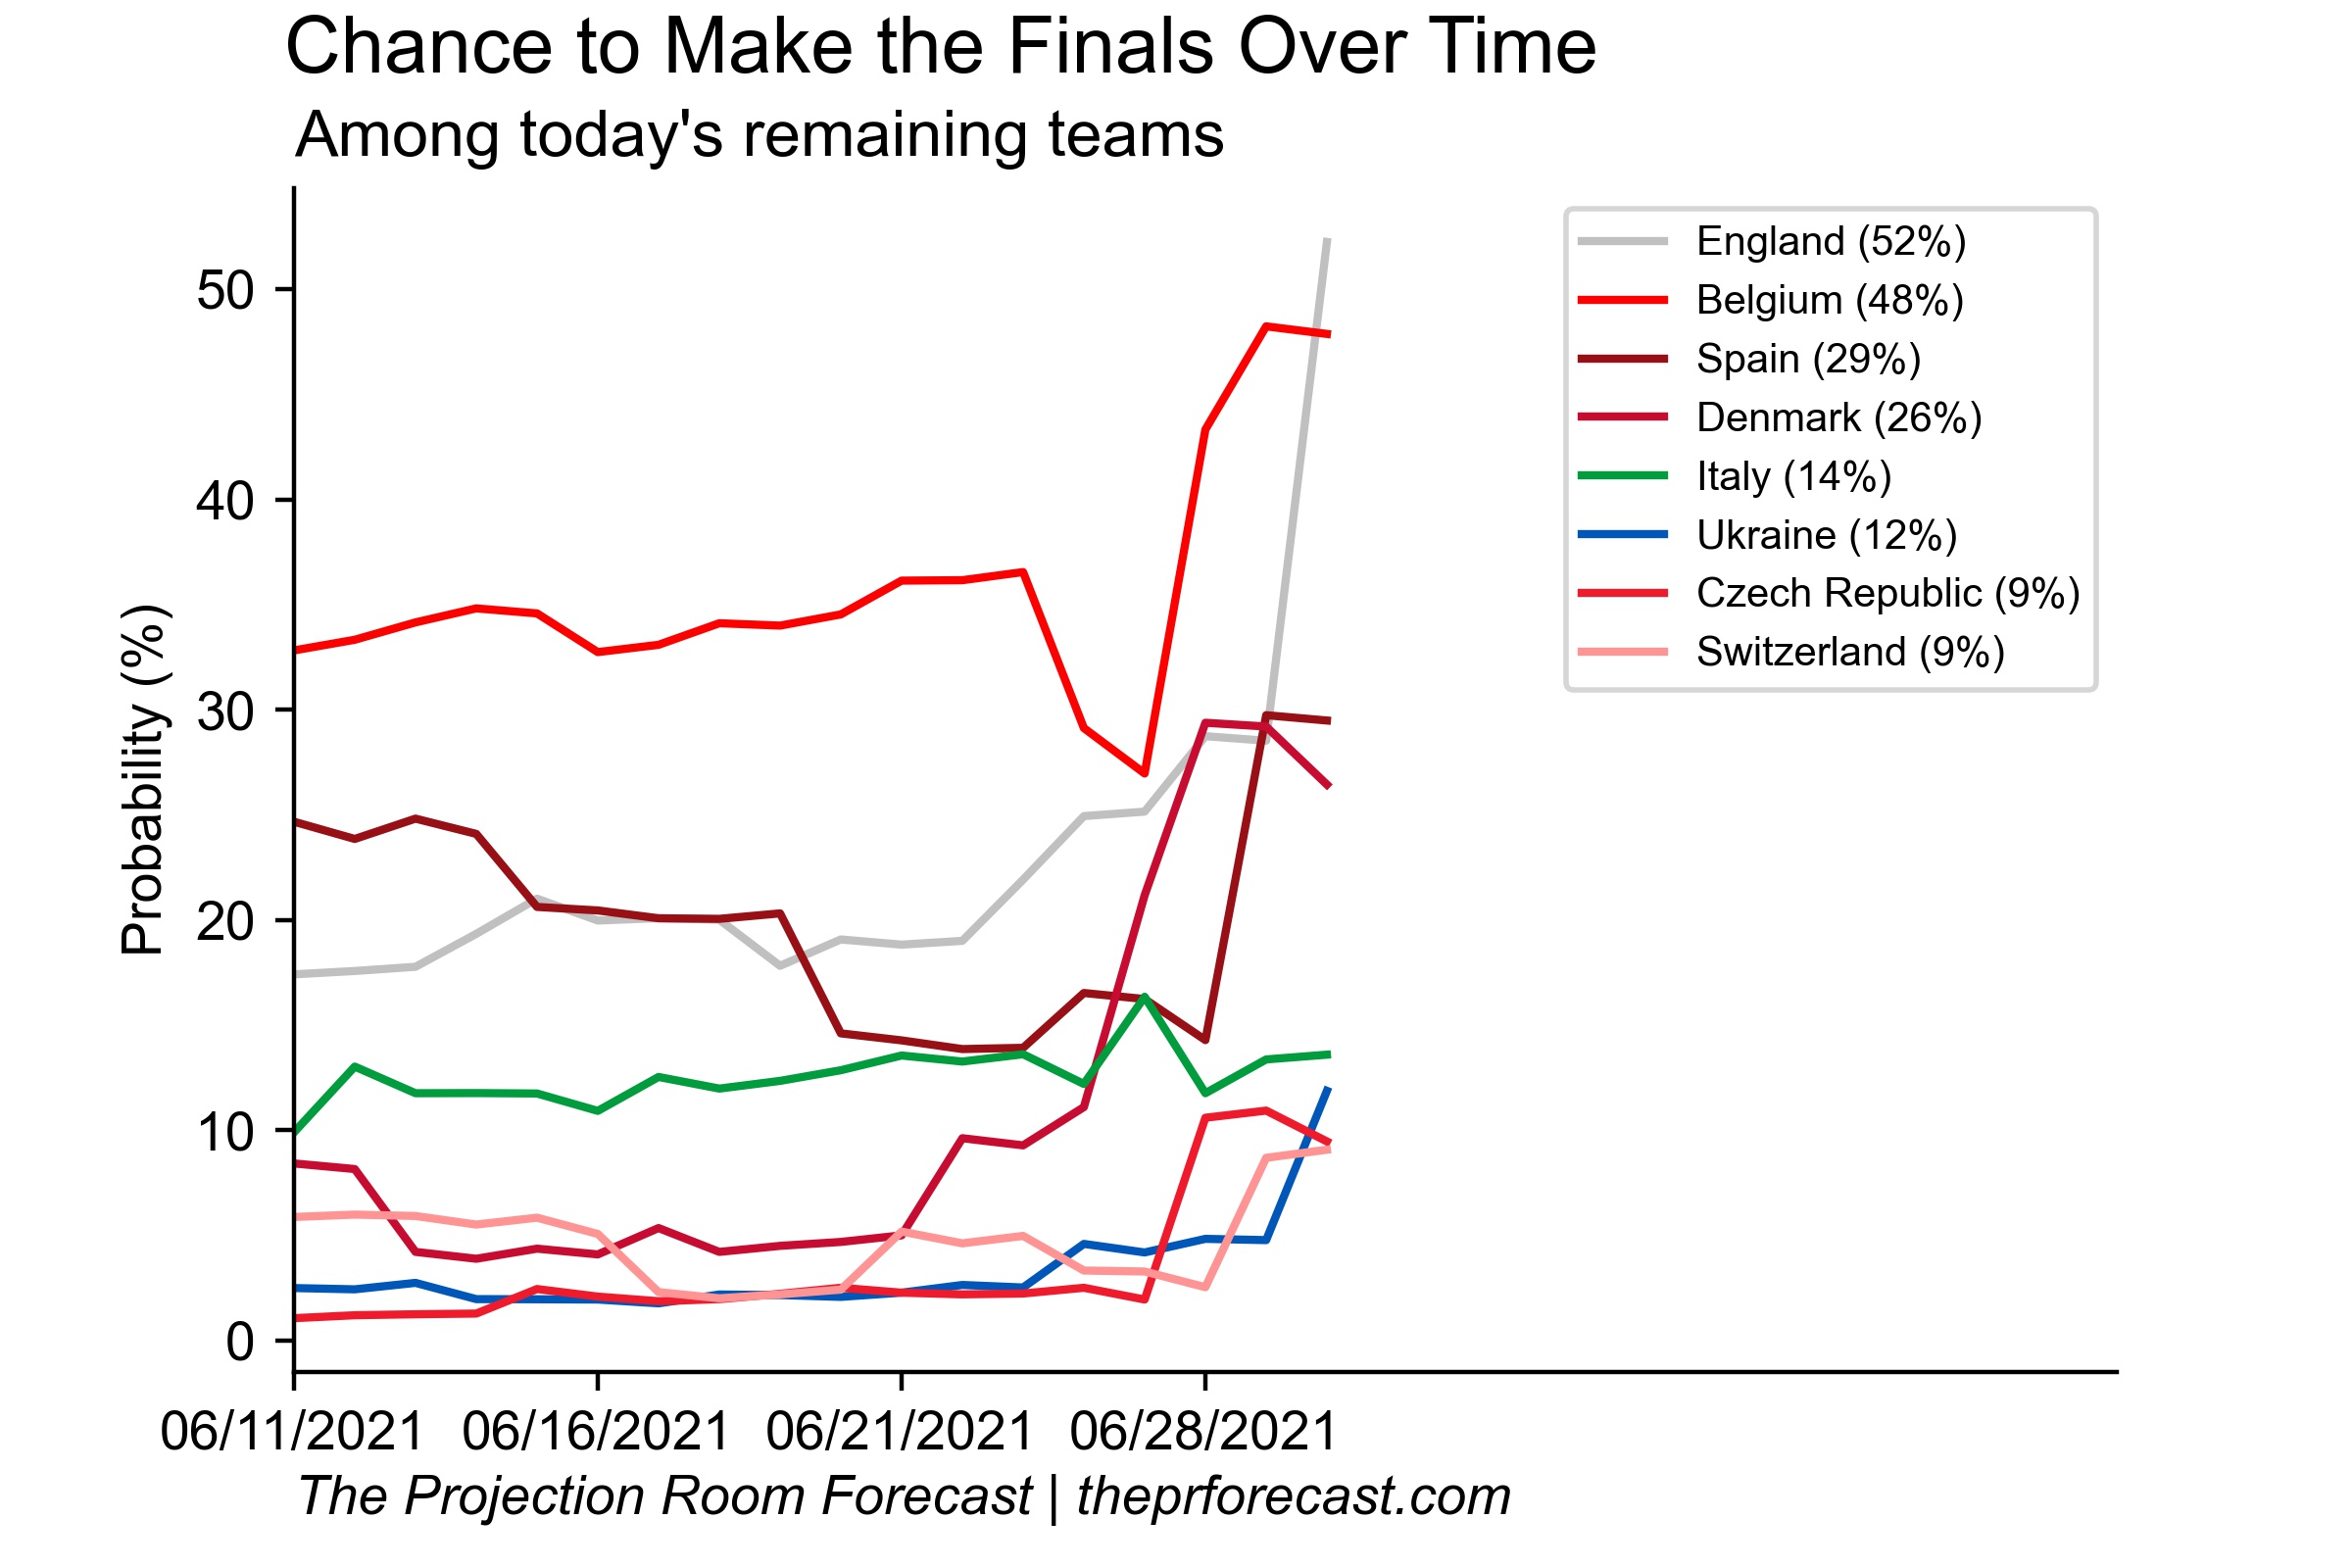 Chance to Make the Finals Over Time
Among today's remaining teams
England (52%)
Belgium (48%)
Spain (29%)
Denmark (26%)
Italy (14%)
Ukraine (12%)
Czech Republic (9%)
Switzerland (9%)
Probability (%)
50
40
30
20
10
0
06/11/2021 06/16/2021 06/21/2021 06/28/2021
The Projection Room Forecast | theprforecast.com